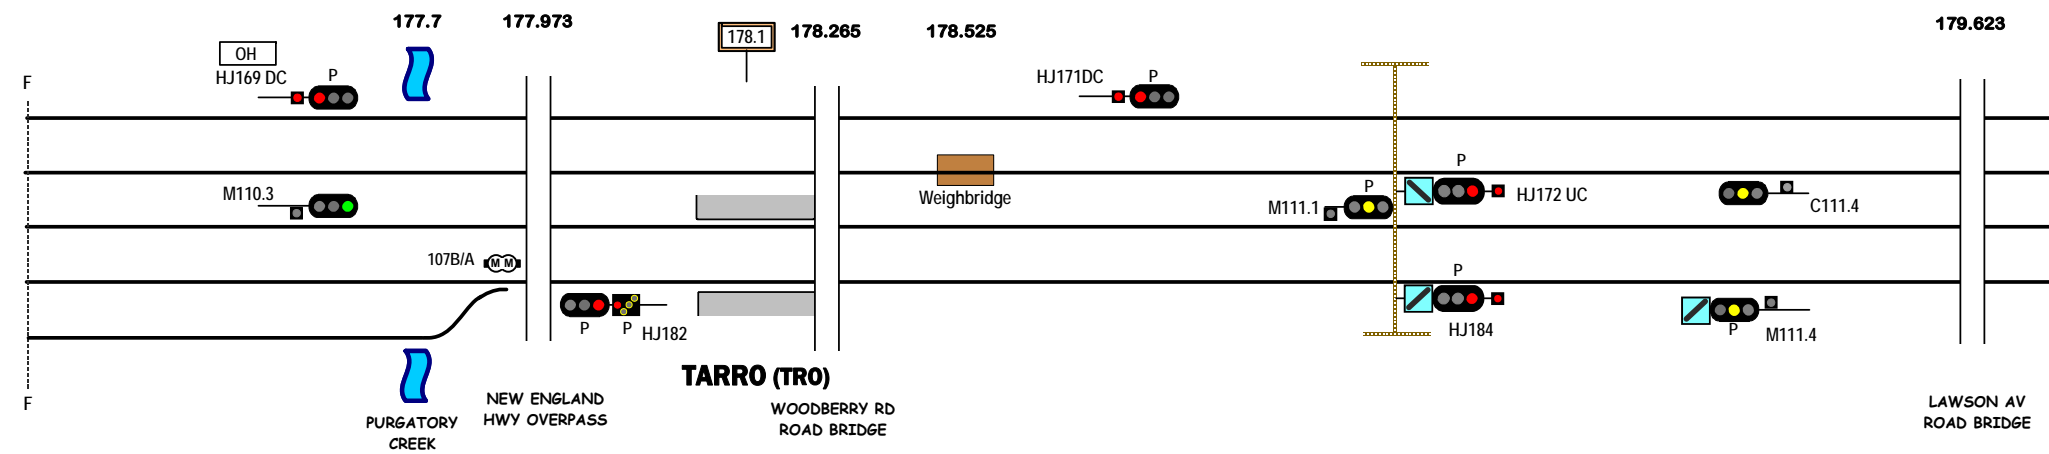 177.7
177.973
178.1
178.265
178.525
179.623
OH
HJ169 DC
P
HJ171DC
P
F
M110.3
Weighbridge
M111.1
P
P
HJ172 UC
C111.4
107B/A
M M
P
P
HJ182
P
HJ184
P
M111.4
F
TARRO (TRO)
PURGATORY
CREEK
NEW ENGLAND
HWY OVERPASS
WOODBERRY RD
ROAD BRIDGE
LAWSON AV
ROAD BRIDGE